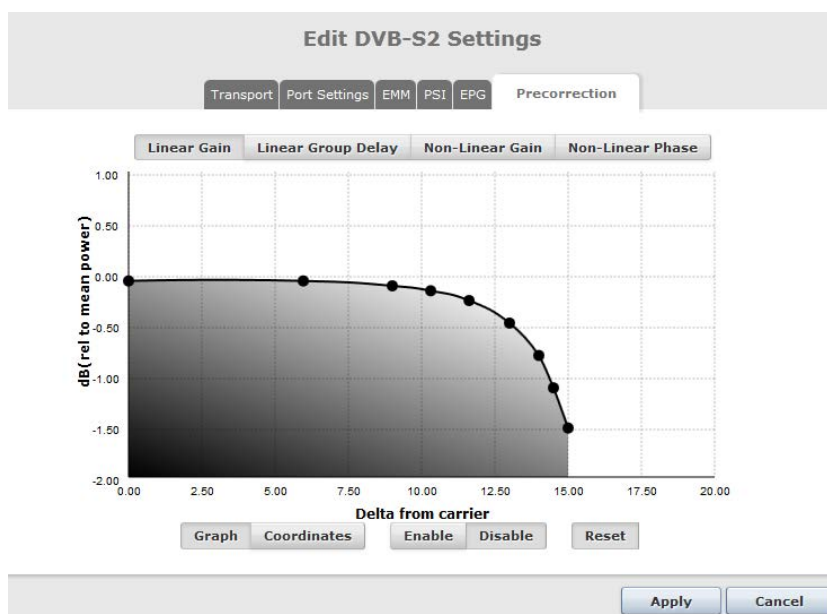 Edit DVB-S2 Settings
Transport Port Settings EMM PSI EPG Precorrection
Linear Gain Linear Group Delay Non-Linear Gain Non-Linear Phase
dB(rel to mean power)
1.00
0.50
0.00
-0.50
-1.00
-1.50
-2.00
0.00 2.50 5.00 7.50 10.00 12.50 15.00 17.50 20.00
Delta from carrier
Graph Coordinates Enable Disable Reset
Apply Cancel